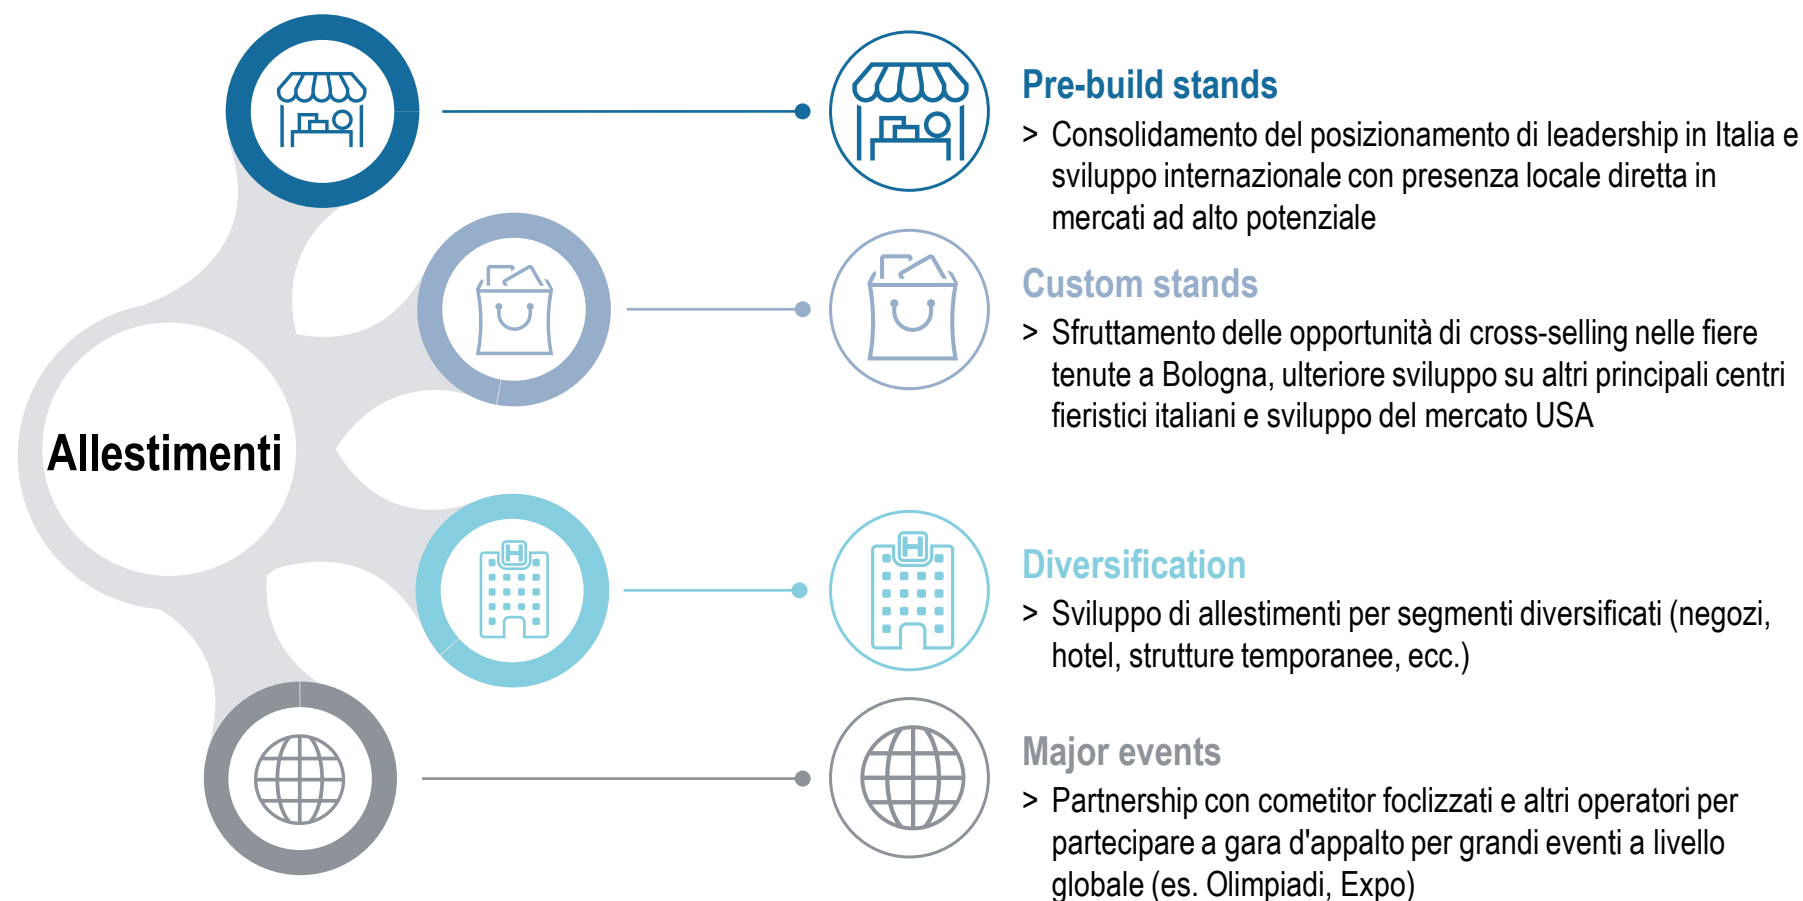 Allestimenti
Pre-build stands
> Consolidamento del posizionamento di leadership in Italia e
sviluppo internazionale con presenza locale diretta in
mercati ad alto potenziale
Custom stands
> Sfruttamento delle opportunità di cross-selling nelle fiere
tenute a Bologna, ulteriore sviluppo su altri principali centri
fieristici italiani e sviluppo del mercato USA
H
H
Diversification
> Sviluppo di allestimenti per segmenti diversificati (negozi,
hotel, strutture temporanee, ecc.)
Major events
> Partnership con cometitor foclizzati e altri operatori per
partecipare a gara d'appalto per grandi eventi a livello
globale (es. Olimpiadi, Expo)